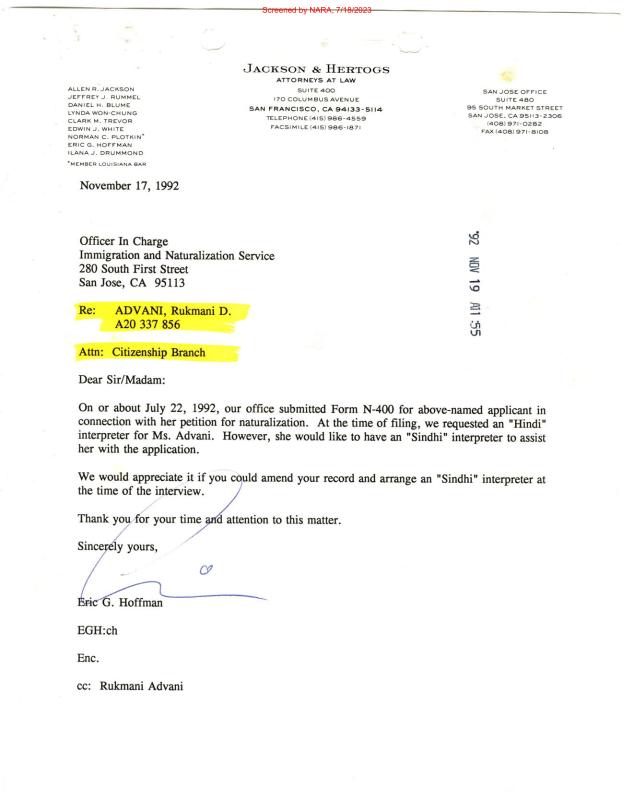 Screened by NARA, 7/18/2023
JACKSON & HERTOGS
ATTORNEYS AT LAW
SUITE 400
170 COLUMBUS AVENUE
SAN FRANCISCO, CA 94133-5114
TELEPHONE (415) 986-4559
FACSIMILE (415) 986-1871
ALLEN R. JACKSON
JEFFREY J. RUMMEL
DANIEL H. BLUME
LYNDA WON-CHUNG
CLARK M. TREVOR
EDWIN J. WHITE
NORMAN C. PLOTKIN*
ERIC G. HOFFMAN
ILANA J. DRUMMOND
*MEMBER LOUISIANA BAR
SAN JOSE OFFICE
SUITE 480
95 SOUTH MARKET STREET
SAN JOSE, CA 95113-2306
(408) 971-0282
FAX (408) 971-8108
November 17, 1992
Officer In Charge
Immigration and Naturalization Service
280 South First Street
San Jose, CA 95113
'92 NOV 19 A11:55
Re: ADVANI, Rukmani D.
A20 337 856
Attn: Citizenship Branch
Dear Sir/Madam:
On or about July 22, 1992, our office submitted Form N-400 for above-named applicant in
connection with her petition for naturalization. At the time of filing, we requested an "Hindi"
interpreter for Ms. Advani. However, she would like to have an "Sindhi" interpreter to assist
her with the application.
We would appreciate it if you could amend your record and arrange an "Sindhi" interpreter at
the time of the interview.
Thank you for your time and attention to this matter.
Sincerely yours,
Eric G. Hoffman
EGH:ch
Enc.
cc: Rukmani Advani